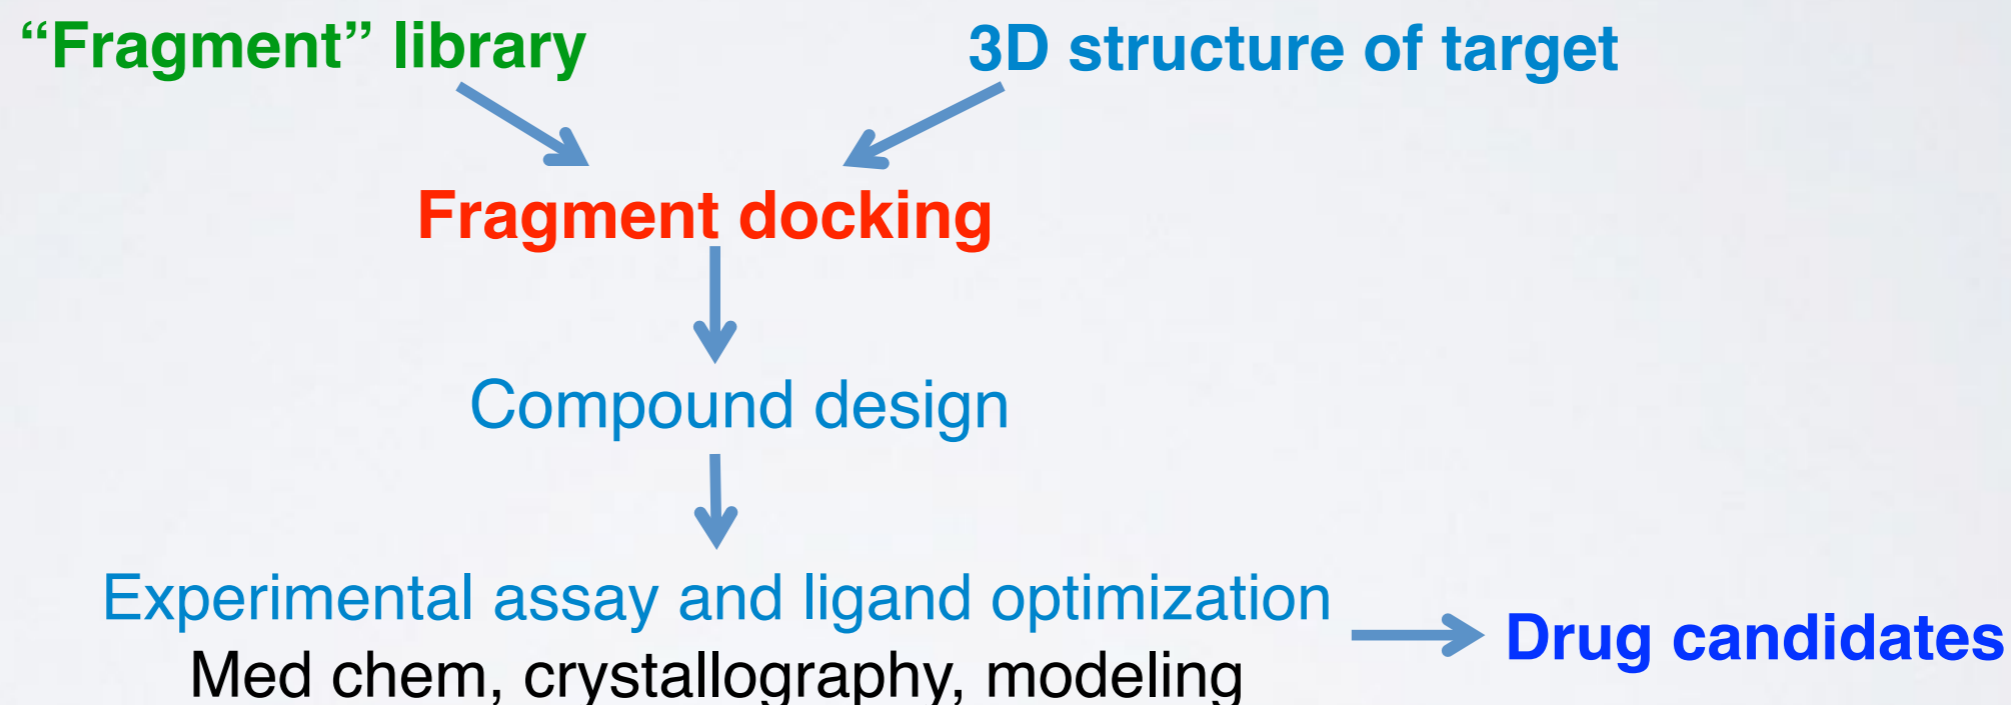 “Fragment” library
3D structure of target
Fragment docking
Compound design
Experimental assay and ligand optimization
Med chem, crystallography, modeling
Drug candidates